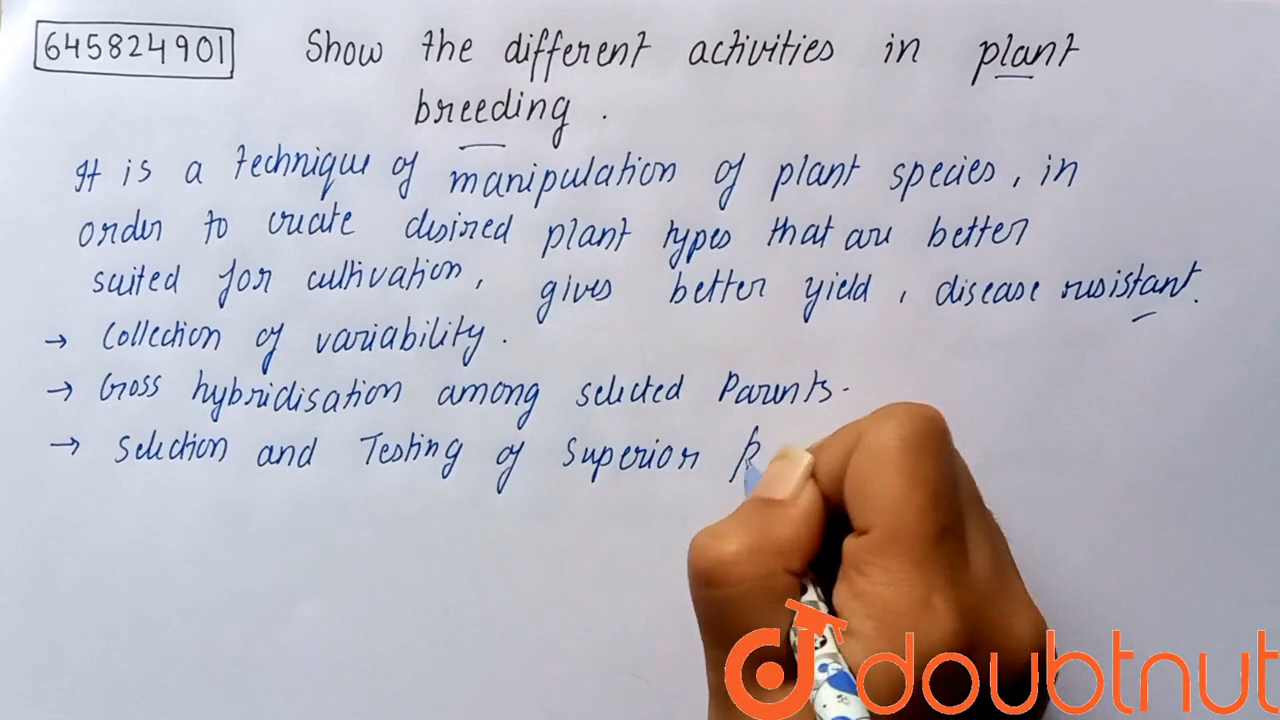 645824901 Show the different activities in plant
breeding.
It is a technique of manipulation of plant species, in
order to create desired plant types that are better
suited for cultivation, gives better yield, disease resistant.
→ Collection of variability.
→ Cross hybridisation among selected Parents.
→ Selection and Testing of Superior
doubtnut